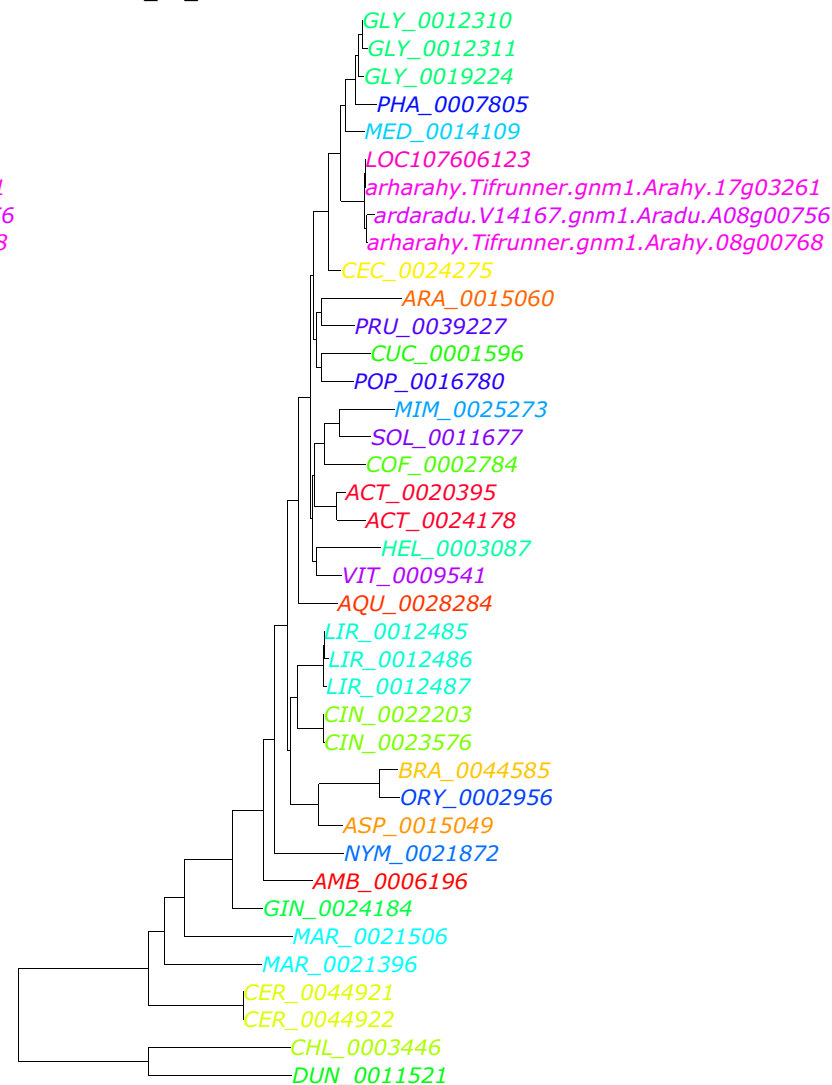 GLY_0012310
GLY_0012311
GLY_0019224
PHA_0007805
MED_0014109
LOC107606123
arharahy.Tifrunner.gnm1.Arahy.17g03261
ardaradu.V14167.gnm1.Aradu.A08g00756
arharahy.Tifrunner.gnm1.Arahy.08g00768
CEC_0024275
ARA_0015060
PRU_0039227
CUC_0001596
POP_0016780
MIM_0025273
SOL_0011677
COF_0002784
ACT_0020395
ACT_0024178
HEL_0003087
VIT_0009541
AQU_0028284
LIR_0012485
LIR_0012486
LIR_0012487
CIN_0022203
CIN_0023576
BRA_0044585
ORY_0002956
ASP_0015049
NYM_0021872
AMB_0006196
GIN_0024184
MAR_0021506
MAR_0021396
CER_0044921
CER_0044922
CHL_0003446
DUN_0011521